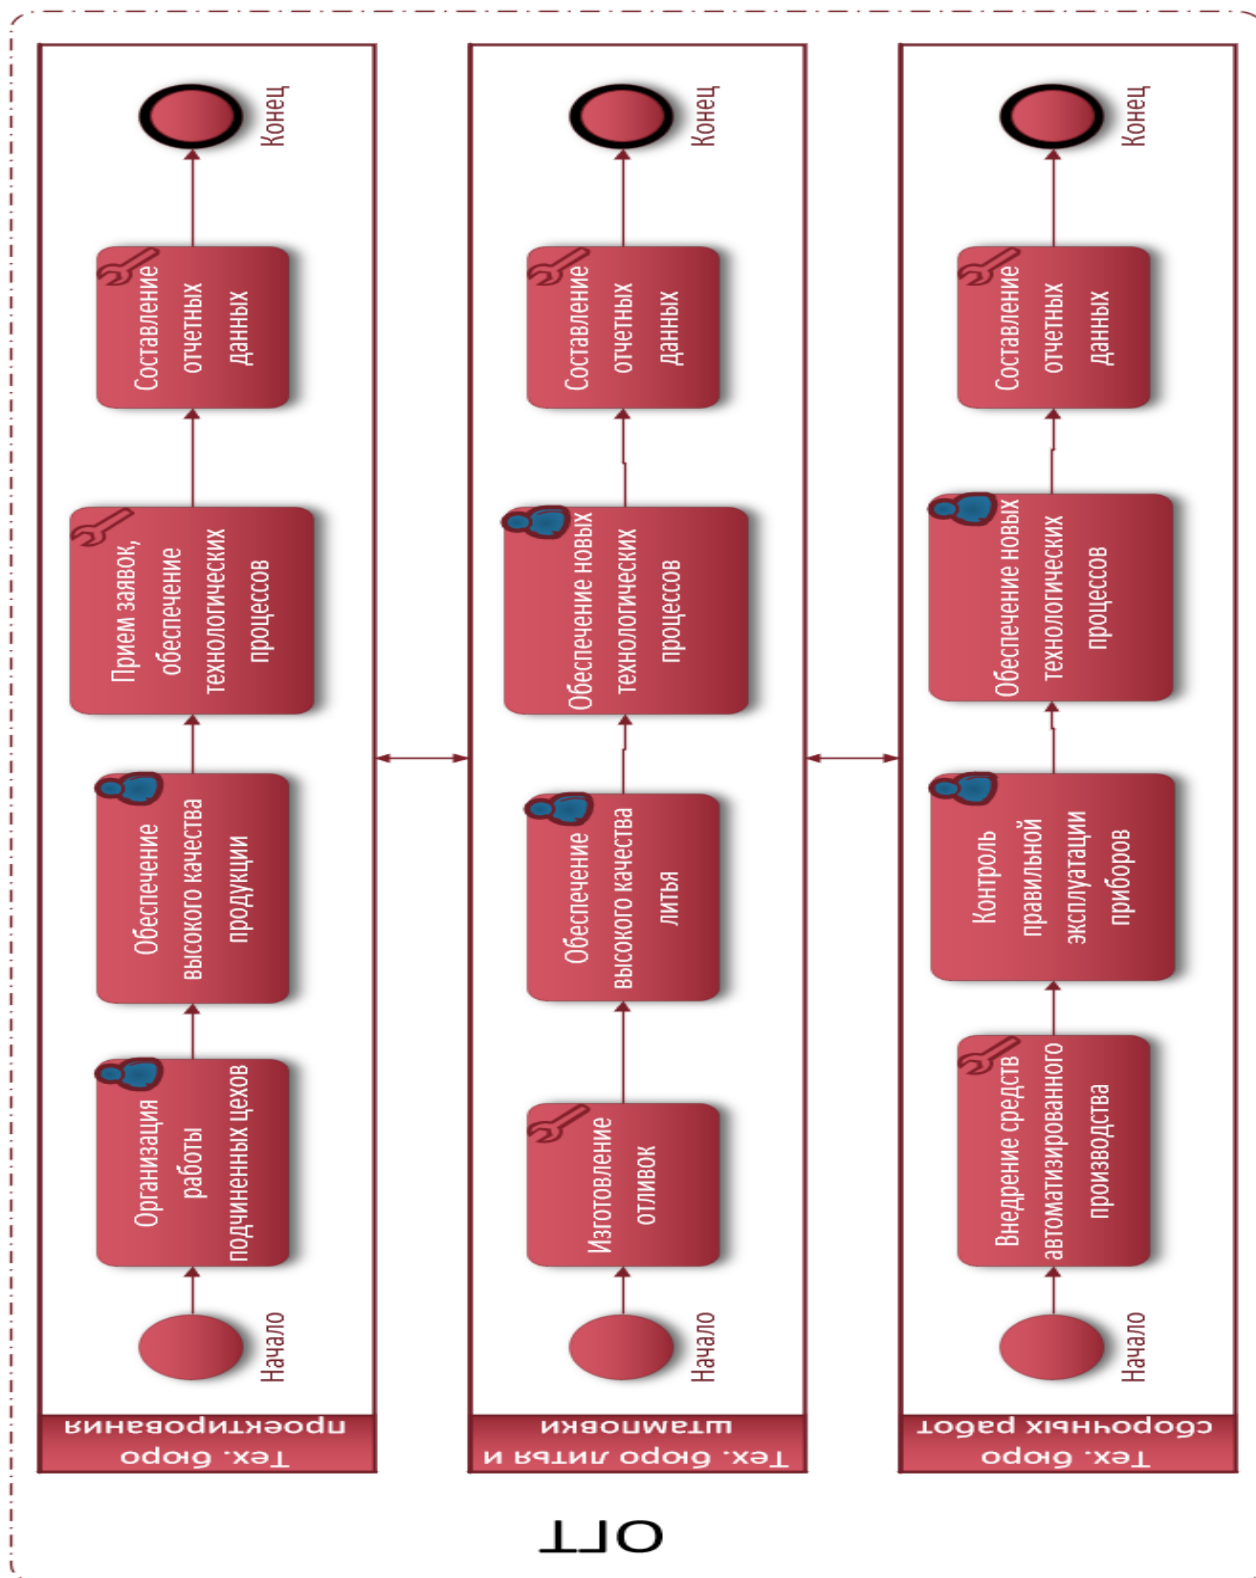 ОГТ
Тех. бюро
проектирования
Начало
Организация
работы
подчиненных цехов
Обеспечение
высокого качества
продукции
Прием заявок,
обеспечение
технологических
процессов
Составление
отчетных
данных
Конец
Тех. бюро литья и
штамповки
Начало
Изготовление
отливок
Обеспечение
высокого качества
литья
Обеспечение новых
технологических
процессов
Составление
отчетных
данных
Конец
Тех. бюро
сборочных работ
Начало
Внедрение средств
автоматизированного
производства
Контроль
правильной
эксплуатации
приборов
Обеспечение новых
технологических
процессов
Составление
отчетных
данных
Конец